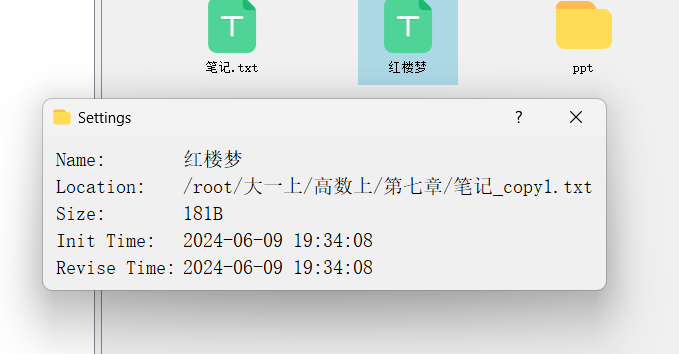 笔记.txt
红楼梦
ppt
Settings
?
Name: 红楼梦
Location: /root/大一上/高数上/第七章/笔记_copy1.txt
Size: 181B
Init Time: 2024-06-09 19:34:08
Revise Time: 2024-06-09 19:34:08